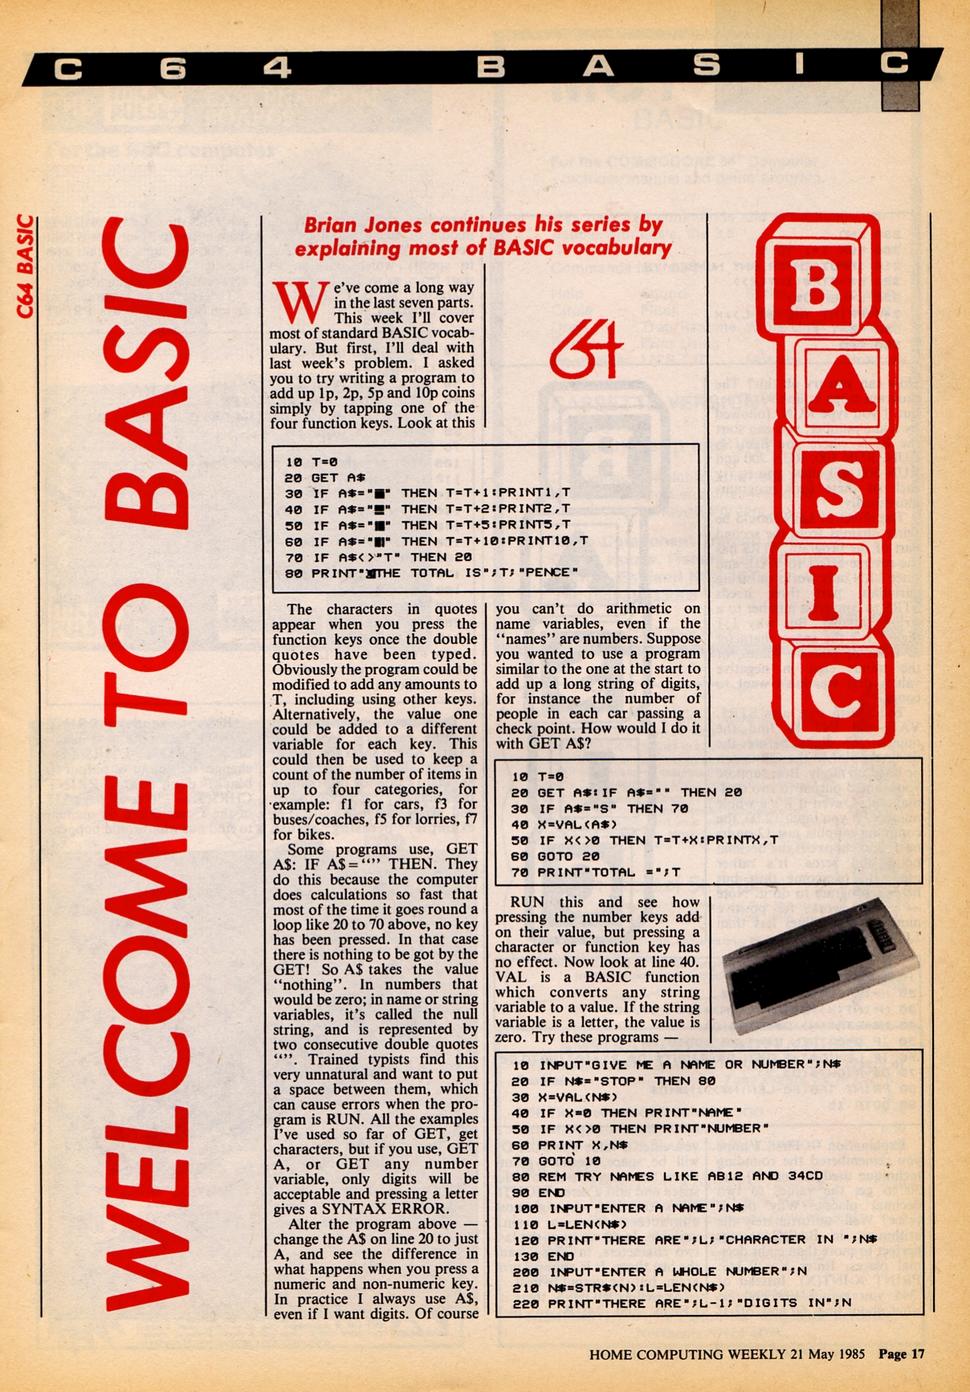 C 6 4 B A S I C
C64 BASIC
WELCOME TO BASIC
Brian Jones continues his series by
explaining most of BASIC vocabulary
We've come a long way
in the last seven parts.
This week I'll cover
most of standard BASIC vocab-
ulary. But first, I'll deal with
last week's problem. I asked
you to try writing a program to
add up 1p, 2p, 5p and 10p coins
simply by tapping one of the
four function keys. Look at this
64
BASIC
10 T=0
20 GET A$
30 IF A$="■" THEN T=T+1:PRINT1,T
40 IF A$="■" THEN T=T+2:PRINT2,T
50 IF A$="■" THEN T=T+5:PRINT5,T
60 IF A$="■" THEN T=T+10:PRINT10,T
70 IF A$<>"T" THEN 20
80 PRINT"■THE TOTAL IS";T;"PENCE"
The characters in quotes
appear when you press the
function keys once the double
quotes have been typed.
Obviously the program could be
modified to add any amounts to
T, including using other keys.
Alternatively, the value one
could be added to a different
variable for each key. This
could then be used to keep a
count of the number of items in
up to four categories, for
example: f1 for cars, f3 for
buses/coaches, f5 for lorries, f7
for bikes.
Some programs use, GET
A$: IF A$="" THEN. They
do this because the computer
does calculations so fast that
most of the time it goes round a
loop like 20 to 70 above, no key
has been pressed. In that case
there is nothing to be got by the
GET! So A$ takes the value
"nothing". In numbers that
would be zero; in name or string
variables, it's called the null
string, and is represented by
two consecutive double quotes
"". Trained typists find this
very unnatural and want to put
a space between them, which
can cause errors when the pro-
gram is RUN. All the examples
I've used so far of GET, get
characters, but if you use, GET
A, or GET any number
variable, only digits will be
acceptable and pressing a letter
gives a SYNTAX ERROR.
Alter the program above —
change the A$ on line 20 to just
A, and see the difference in
what happens when you press a
numeric and non-numeric key.
In practice I always use A$,
even if I want digits. Of course
you can't do arithmetic on
name variables, even if the
"names" are numbers. Suppose
you wanted to use a program
similar to the one at the start to
add up a long string of digits,
for instance the number of
people in each car passing a
check point. How would I do it
with GET A$?
10 T=0
20 GET A$:IF A$="" THEN 20
30 IF A$="S" THEN 70
40 X=VAL(A$)
50 IF X<>0 THEN T=T+X:PRINTX,T
60 GOTO 20
70 PRINT"TOTAL =";T
RUN this and see how
pressing the number keys add
on their value, but pressing a
character or function key has
no effect. Now look at line 40.
VAL is a BASIC function
which converts any string
variable to a value. If the string
variable is a letter, the value is
zero. Try these programs —
10 INPUT"GIVE ME A NAME OR NUMBER";N$
20 IF N$="STOP" THEN 80
30 X=VAL(N$)
40 IF X=0 THEN PRINT"NAME"
50 IF X<>0 THEN PRINT"NUMBER"
60 PRINT X,N$
70 GOTO 10
80 REM TRY NAMES LIKE AB12 AND 34CD
90 END
100 INPUT"ENTER A NAME";N$
110 L=LEN(N$)
120 PRINT"THERE ARE";L;"CHARACTER IN ";N$
130 END
200 INPUT"ENTER A WHOLE NUMBER";N
210 N$=STR$(N):L=LEN(N$)
220 PRINT"THERE ARE";L-1;"DIGITS IN";N
HOME COMPUTING WEEKLY 21 May 1985 Page 17